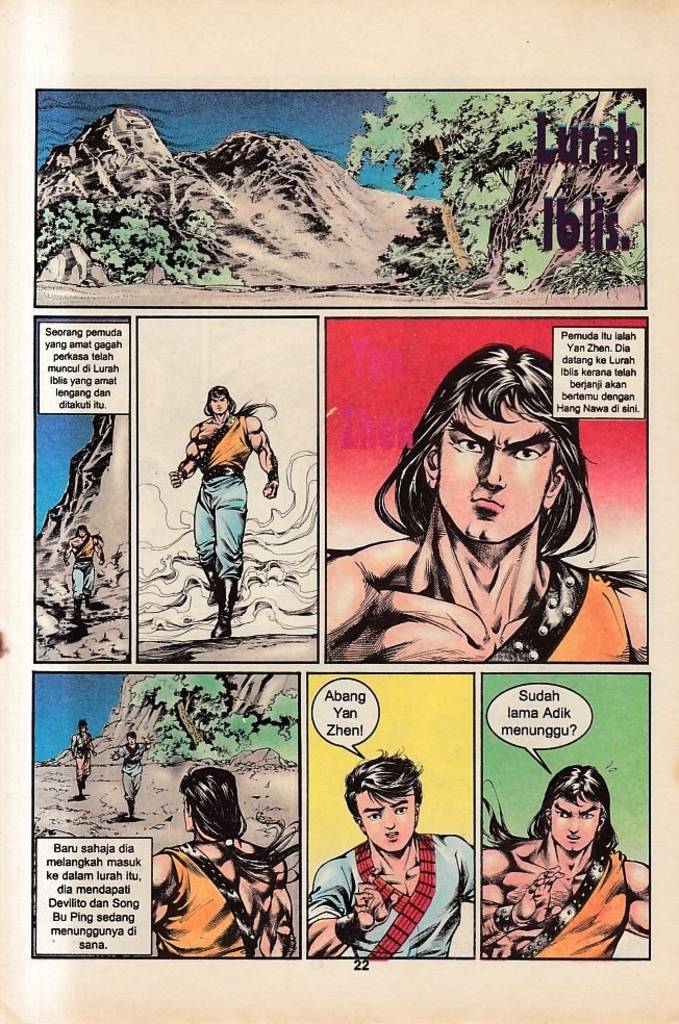 Lurah
Iblis.
Seorang pemuda
yang amat gagah
perkasa telah
muncul di Lurah
Iblis yang amat
lengang dan
ditakuti itu.
Yan
Zhen
Pemuda itu ialah
Yan Zhen. Dia
datang ke Lurah
Iblis kerana telah
berjanji akan
bertemu dengan
Hang Nawa di sini.
Baru sahaja dia
melangkah masuk
ke dalam lurah itu,
dia mendapati
Devilito dan Song
Bu Ping sedang
menunggunya di
sana.
Abang
Yan
Zhen!
Sudah
lama Adik
menunggu?
22